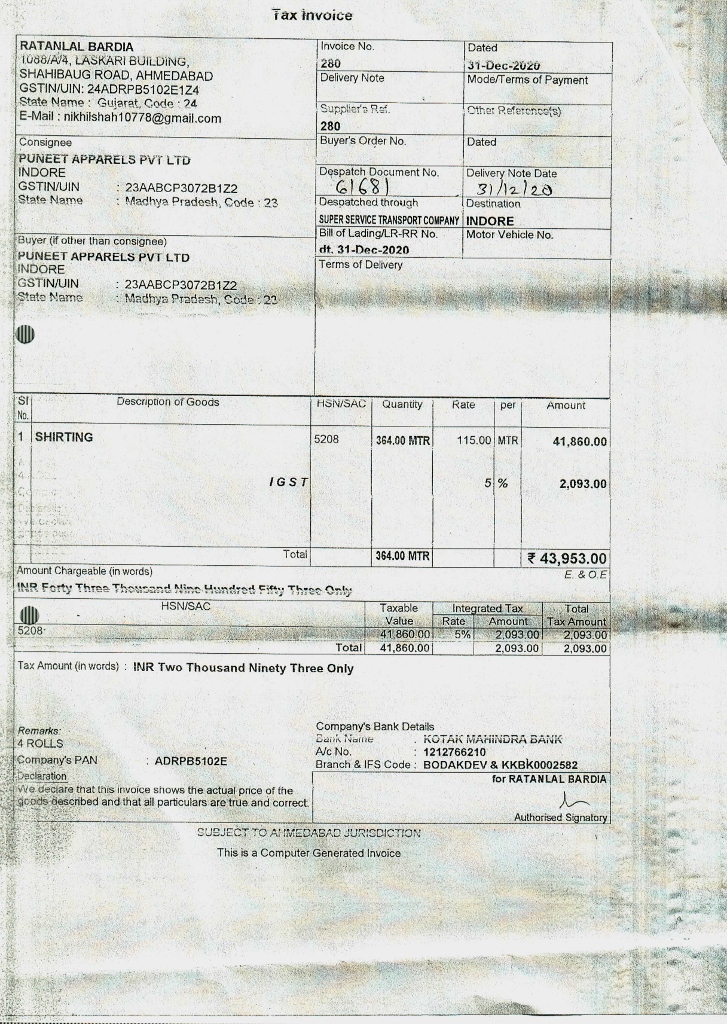 Tax Invoice
RATANLAL BARDIA
1088/A/4, LASKARI BUILDING,
SHAHIBAUG ROAD, AHMEDABAD
GSTIN/UIN: 24ADRPB5102E1Z4
State Name : Gujarat, Code : 24
E-Mail : nikhilshah10778@gmail.com
Invoice No.
280
Dated
31-Dec-2020
Delivery Note
Mode/Terms of Payment
Supplier's Ref.
280
Other Reference(s)
Consignee
PUNEET APPARELS PVT LTD
INDORE
GSTIN/UIN : 23AABCP3072B1Z2
State Name : Madhya Pradesh, Code : 23
Buyer's Order No.
Dated
Despatch Document No.
61681
Delivery Note Date
31/12/20
Despatched through
SUPER SERVICE TRANSPORT COMPANY
Destination
INDORE
Bill of Lading/LR-RR No.
dt. 31-Dec-2020
Motor Vehicle No.
Buyer (if other than consignee)
PUNEET APPARELS PVT LTD
INDORE
GSTIN/UIN : 23AABCP3072B1Z2
State Name : Madhya Pradesh, Code : 23
Terms of Delivery
Sl No. Description of Goods HSN/SAC Quantity Rate per Amount
1 SHIRTING 5208 364.00 MTR 115.00 MTR 41,860.00
IGST 5 % 2,093.00
Total 364.00 MTR ₹ 43,953.00
Amount Chargeable (in words) E. & O.E
INR Forty Three Thousand Nine Hundred Fifty Three Only
HSN/SAC Taxable Value Integrated Tax Rate Amount Total Tax Amount
5208 41,860.00 5% 2,093.00 2,093.00
Total 41,860.00 2,093.00 2,093.00
Tax Amount (in words) : INR Two Thousand Ninety Three Only
Remarks:
4 ROLLS
Company's PAN : ADRPB5102E
Declaration
We declare that this invoice shows the actual price of the
goods described and that all particulars are true and correct.
Company's Bank Details
Bank Name : KOTAK MAHINDRA BANK
A/c No. : 1212766210
Branch & IFS Code : BODAKDEV & KKBK0002582
for RATANLAL BARDIA
Authorised Signatory
SUBJECT TO AHMEDABAD JURISDICTION
This is a Computer Generated Invoice